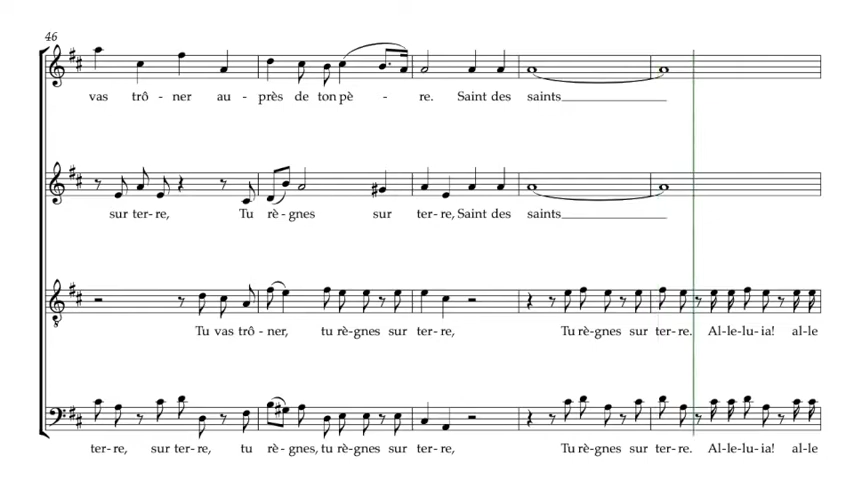 46
vas trô - ner au - près de ton pè - re. Saint des saints
sur ter- re, Tu rè - gnes sur ter- re, Saint des saints
Tu vas trô - ner, tu rè- gnes sur ter- re, Tu rè- gnes sur ter- re. Al- le- lu- ia! al- le
ter- re, sur ter- re, tu rè - gnes, tu rè- gnes sur ter- re, Tu rè- gnes sur ter- re. Al- le- lu- ia! al- le